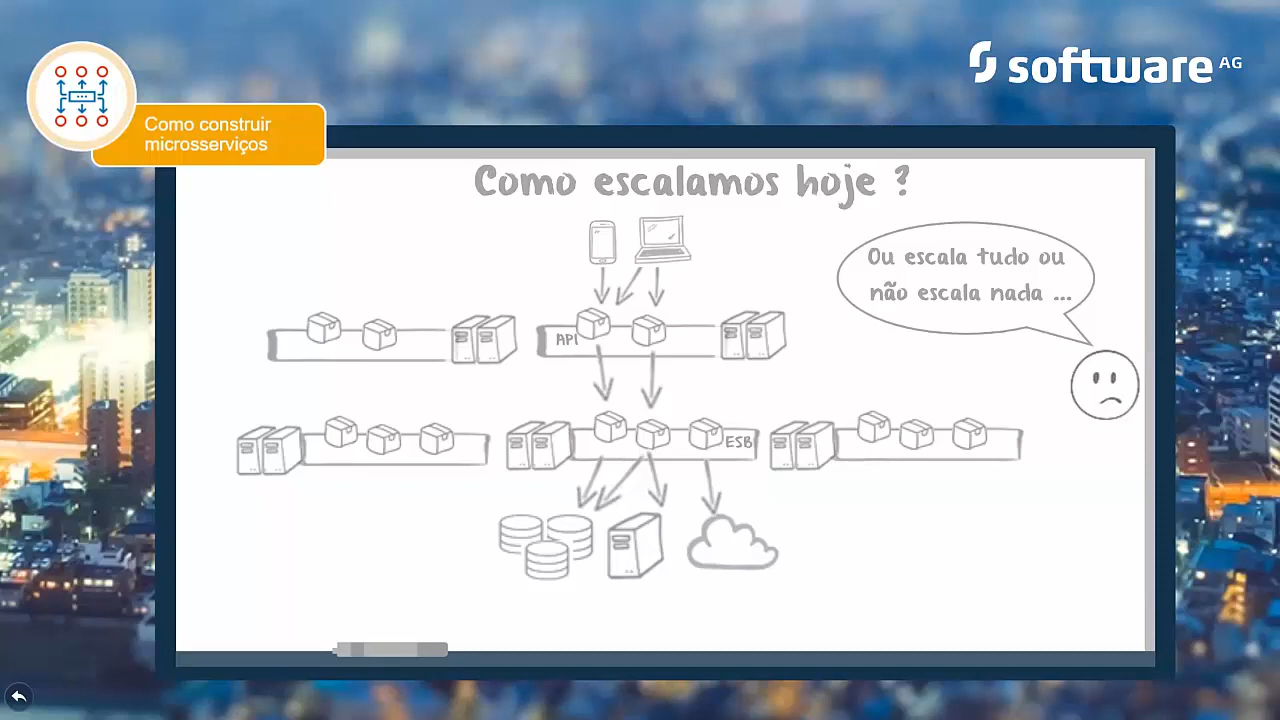 software AG
Como construir
microsserviços
Como escalamos hoje ?
Ou escala tudo ou
não escala nada ...
API
ESB